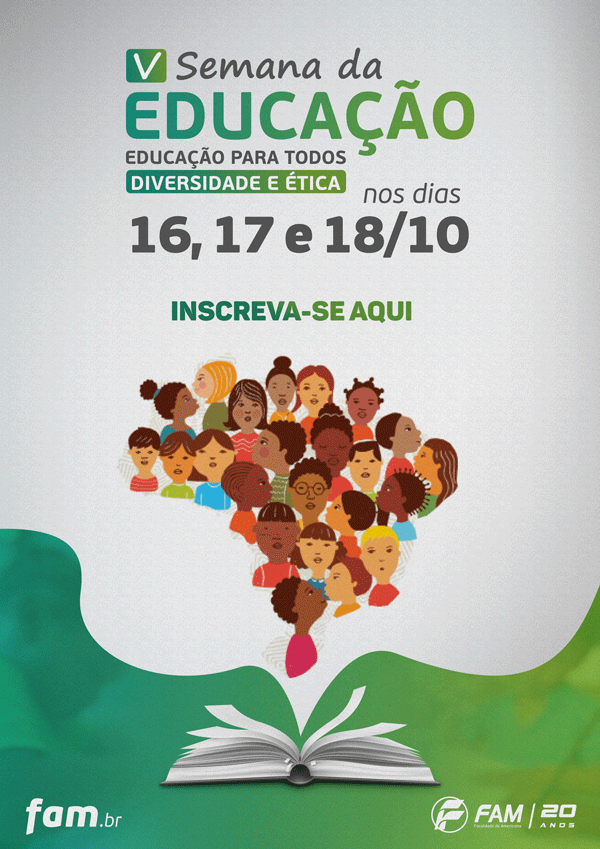 V Semana da
EDUCAÇÃO
EDUCAÇÃO PARA TODOS
DIVERSIDADE E ÉTICA
nos dias
16, 17 e 18/10
INSCREVA-SE AQUI
fam.br
FAM | 20
Faculdade de Americana
ANOS